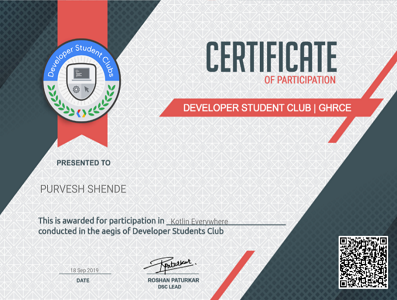 Developer Student Clubs
CERTIFICATE
OF PARTICIPATION
DEVELOPER STUDENT CLUB | GHRCE
PRESENTED TO
PURVESH SHENDE
This is awarded for participation in Kotlin Everywhere
conducted in the aegis of Developer Students Club
18 Sep 2019
DATE
RPaturkar
ROSHAN PATURKAR
DSC LEAD